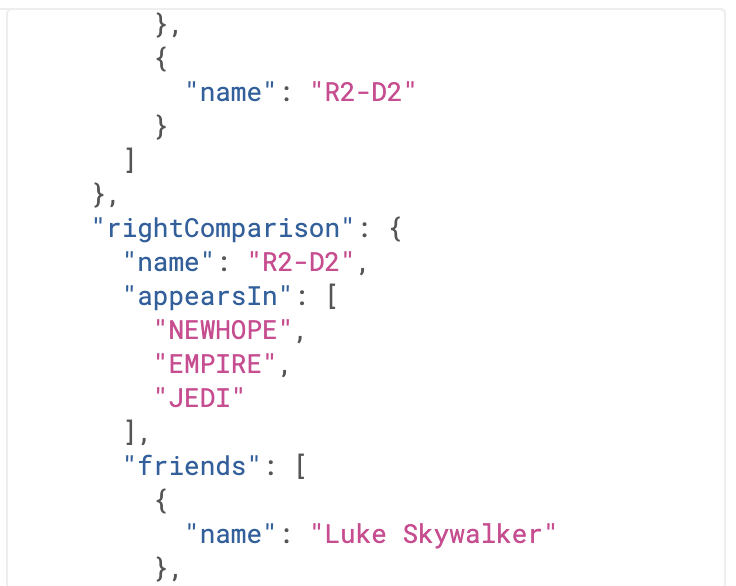 },
{
"name": "R2-D2"
}
]
},
"rightComparison": {
"name": "R2-D2",
"appearsIn": [
"NEWHOPE",
"EMPIRE",
"JEDI"
],
"friends": [
{
"name": "Luke Skywalker"
},